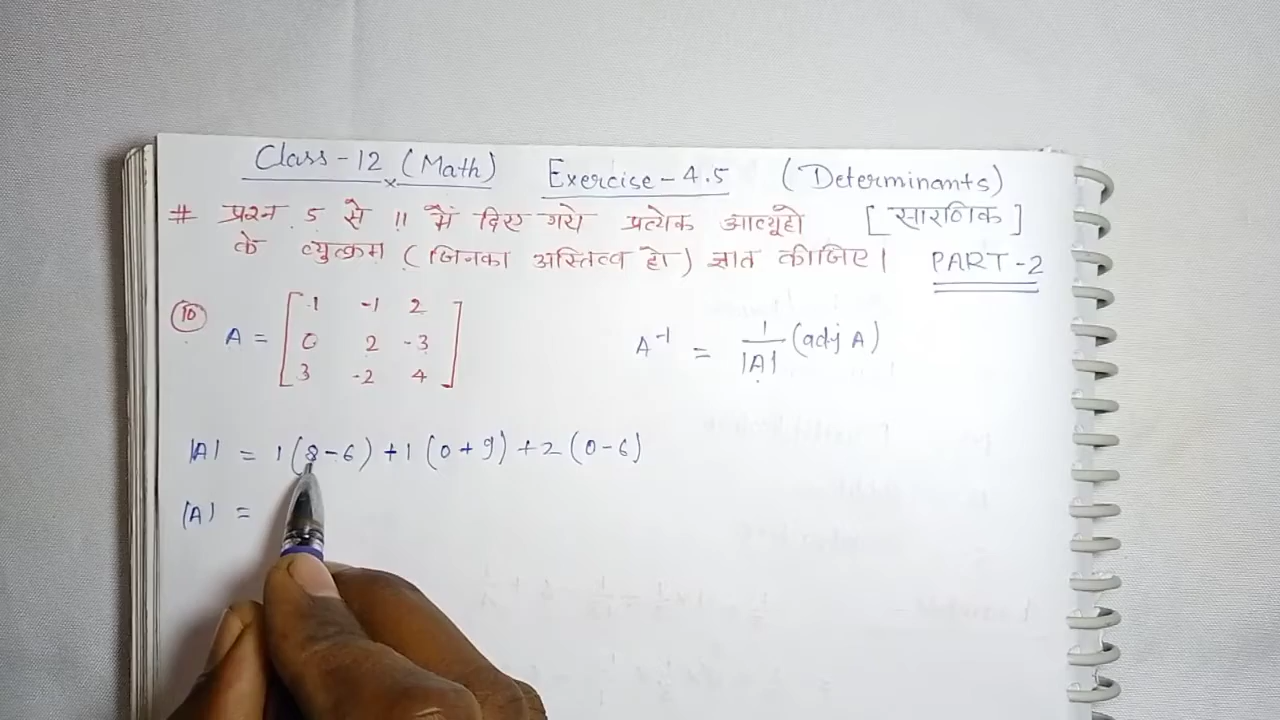 Class-12 (Math) Exercise-4.5 (Determinants)
# प्रश्न 5 से 11 में दिए गये प्रत्येक आव्यूहो [सारनिक]
के व्युत्क्रम (जिनका अस्तित्व हो) ज्ञात कीजिए। PART-2
(10) A = [1 -1 2
0 2 -3
3 -2 4]
A⁻¹ = 1/|A| (adj A)
|A| = 1(8-6) +1(0+9) +2(0-6)
|A| =